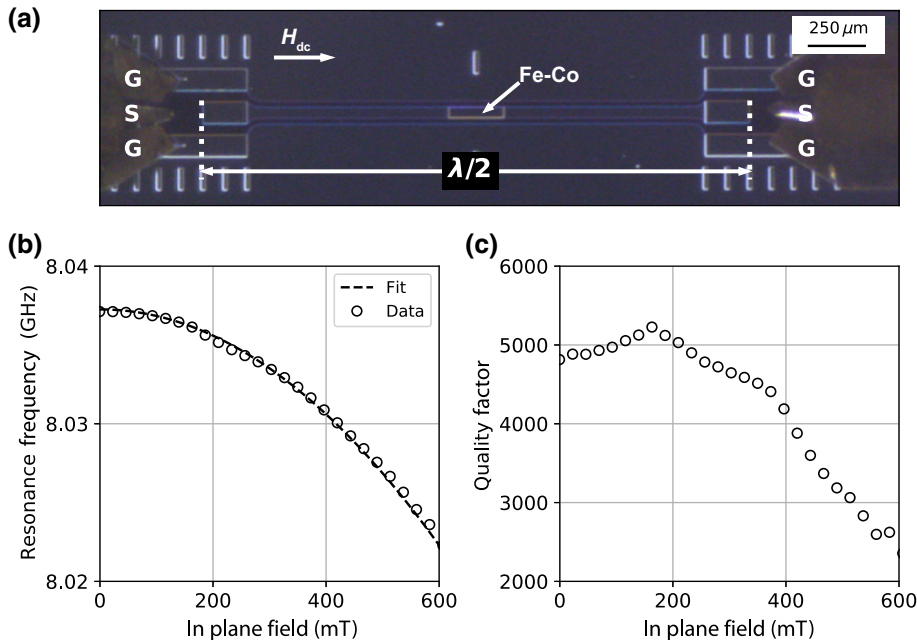 (a)
H_dc
250 μm
Fe-Co
G
S
G
G
S
G
λ/2
(b)
(c)
Resonance frequency (GHz)
8.04
8.03
8.02
Fit
Data
0
200
400
600
In plane field (mT)
Quality factor
6000
5000
4000
3000
2000
0
200
400
600
In plane field (mT)